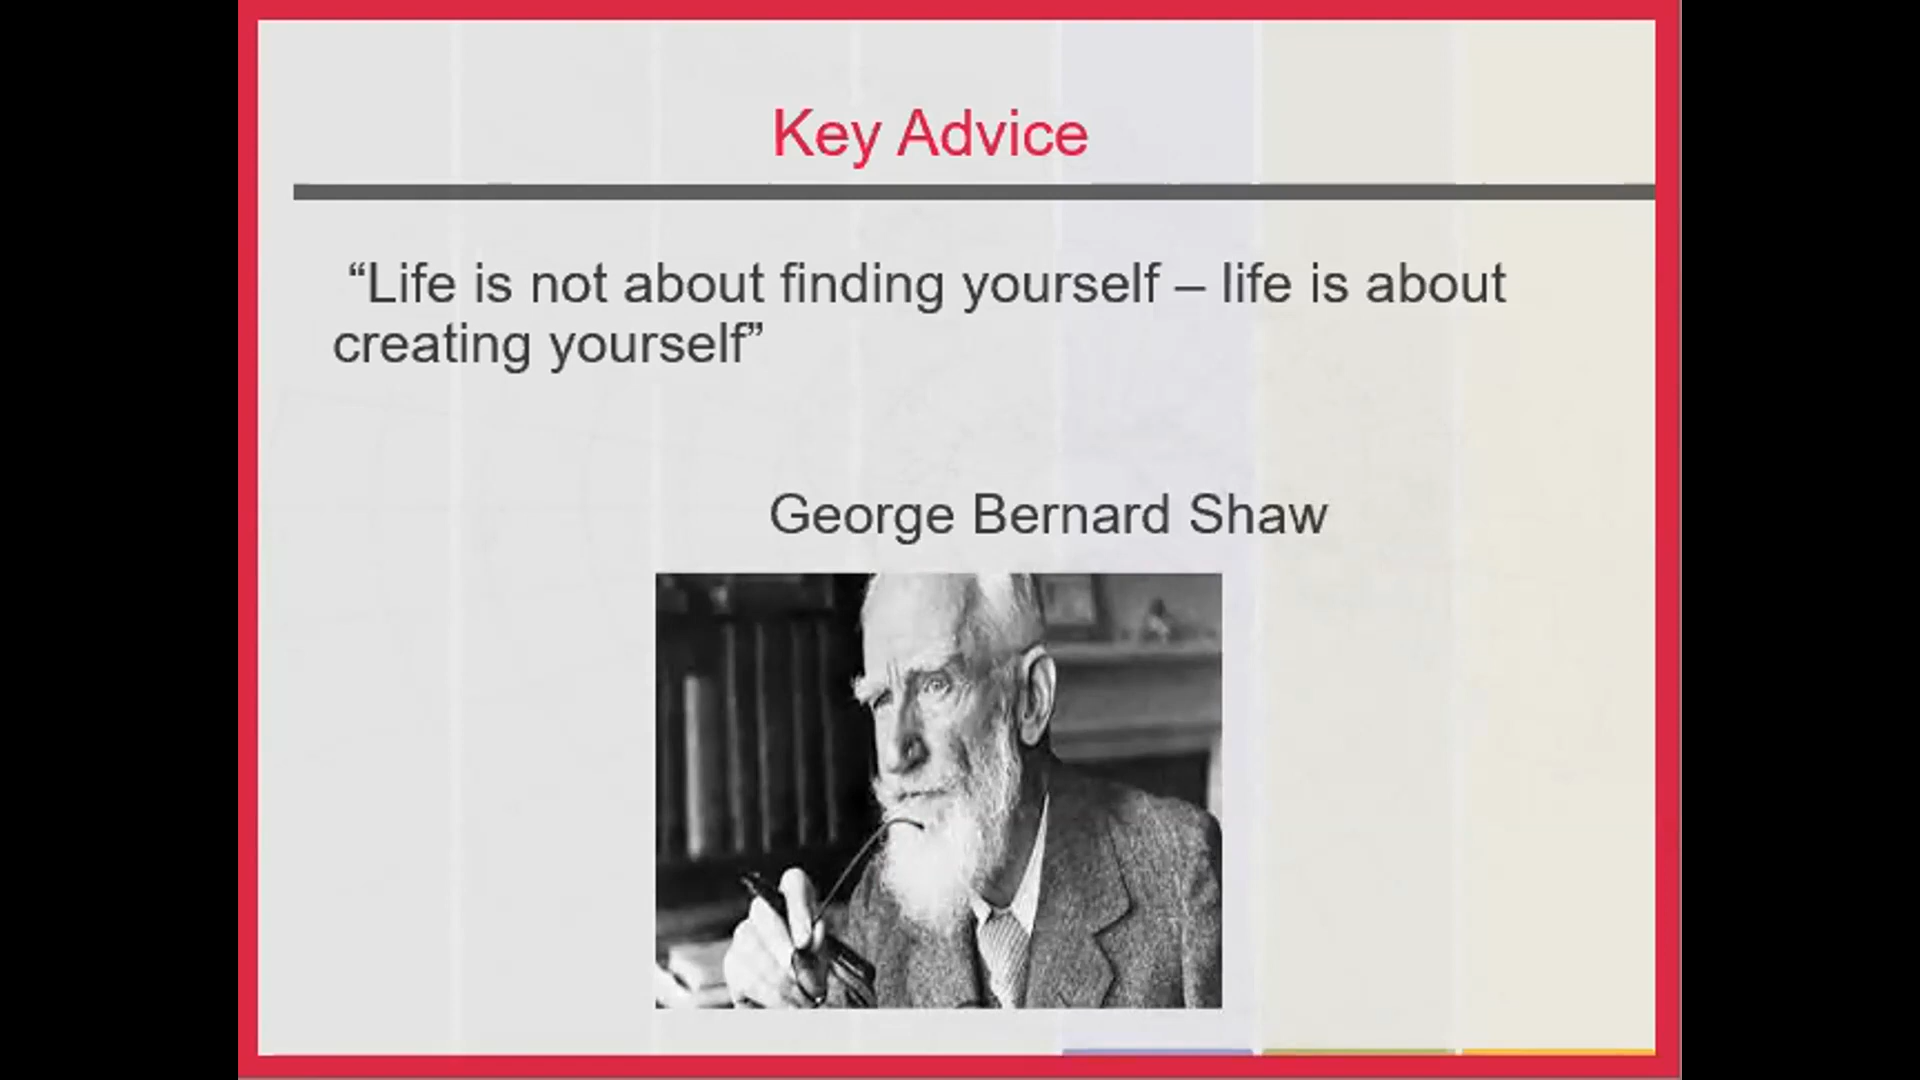 Key Advice
“Life is not about finding yourself – life is about
creating yourself”
George Bernard Shaw